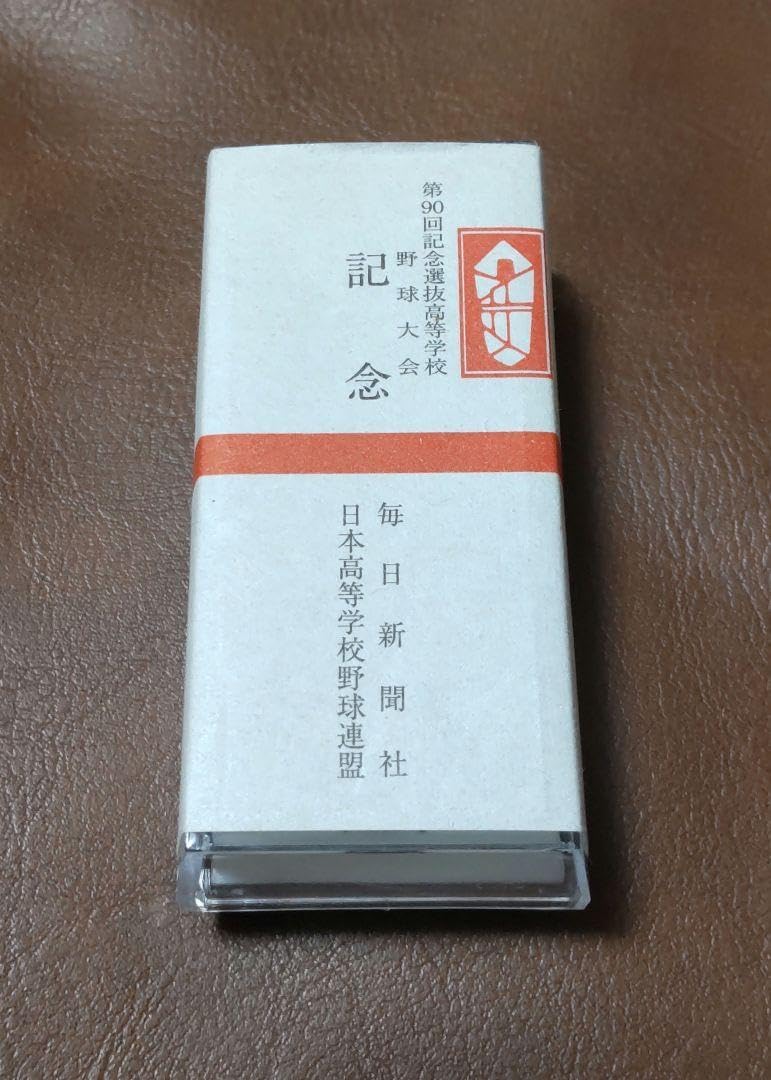 第90回記念選抜高等学校
野球大会
記念
毎日新聞社
日本高等学校野球連盟